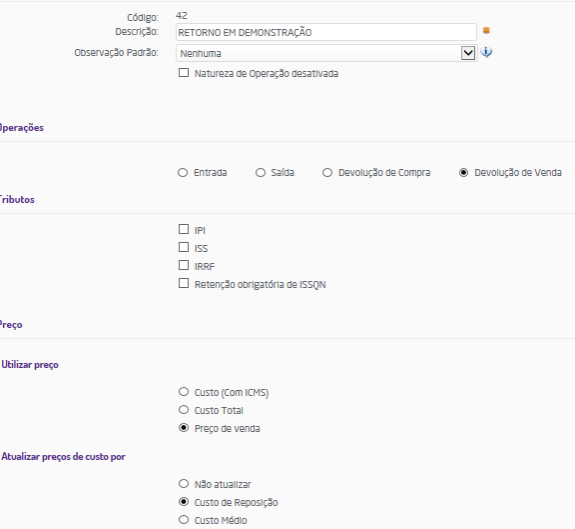 Código: 42
Descrição: RETORNO EM DEMONSTRAÇÃO
Observação Padrão: Nenhuma
Natureza de Operação desativada
Operações
Entrada Saída Devolução de Compra Devolução de Venda
Tributos
IPI
ISS
IRRF
Retenção obrigatória de ISSQN
Preço
Utilizar preço
Custo (Com ICMS)
Custo Total
Preço de venda
Atualizar preços de custo por
Não atualizar
Custo de Reposição
Custo Médio